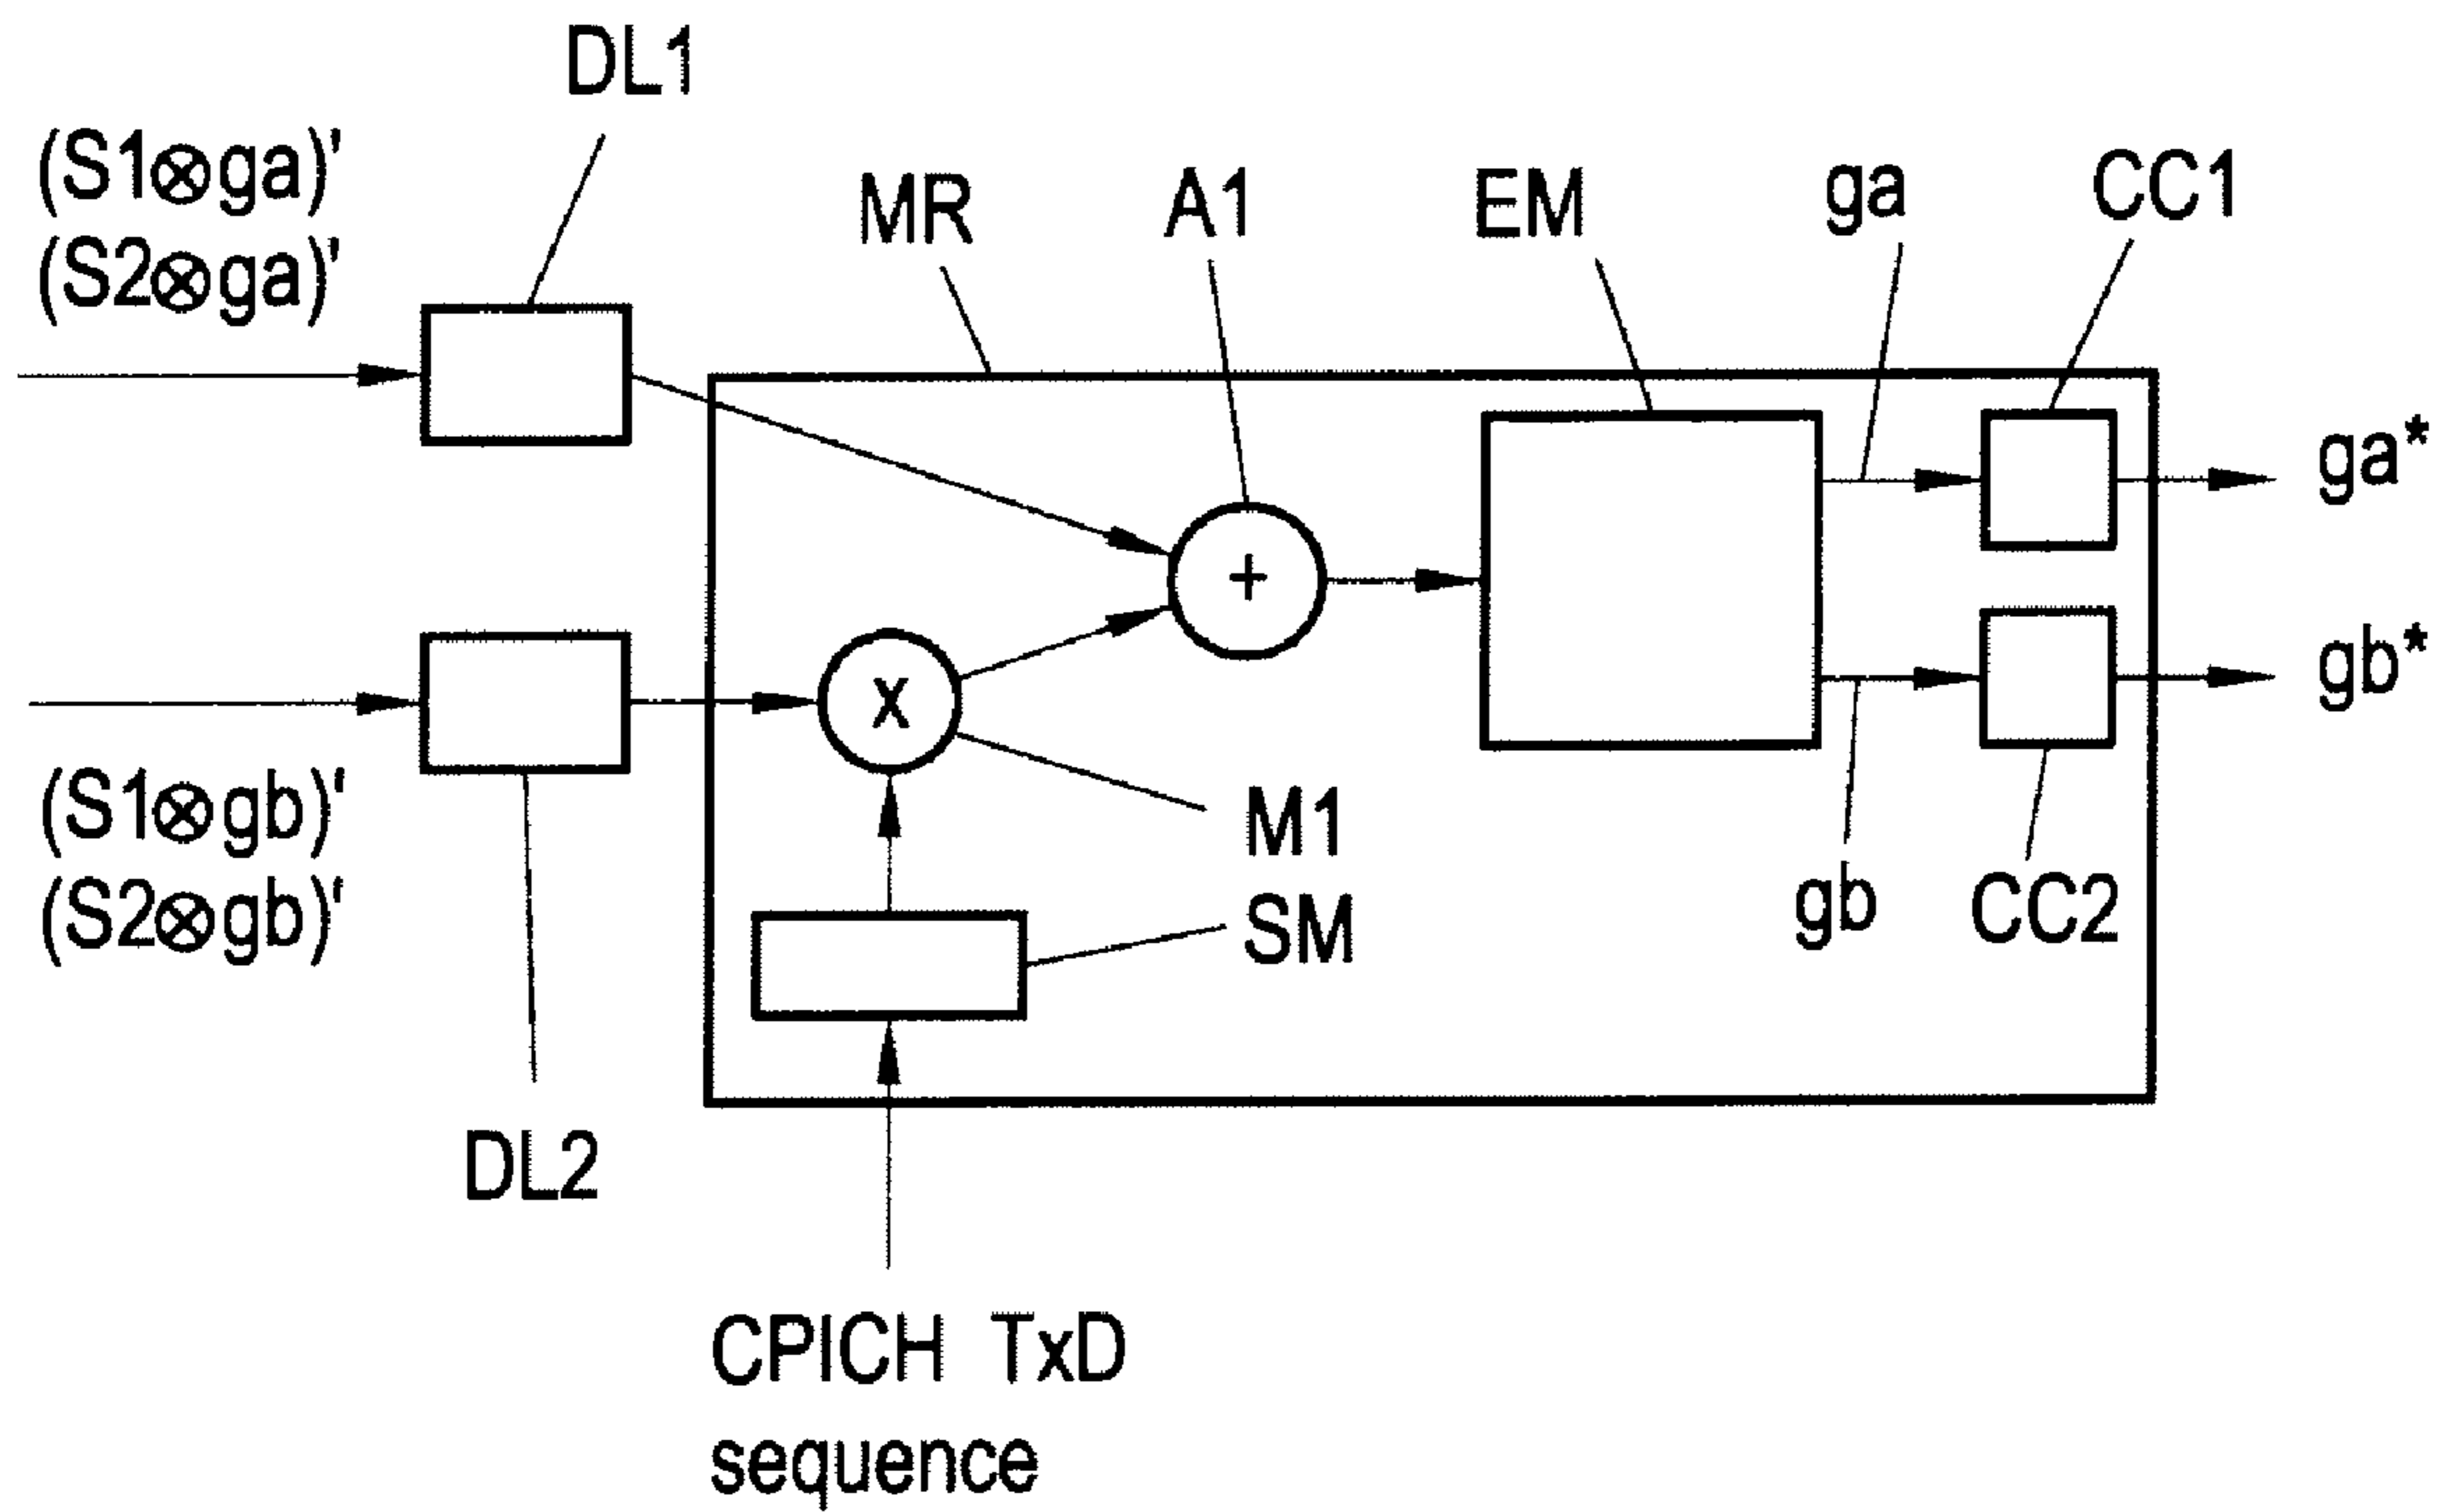 DL1
(S1⊗ga)'
(S2⊗ga)'
MR
A1
EM
ga
CC1
ga*
+
gb*
x
(S1⊗gb)'
(S2⊗gb)'
M1
SM
gb
CC2
DL2
CPICH TxD
sequence